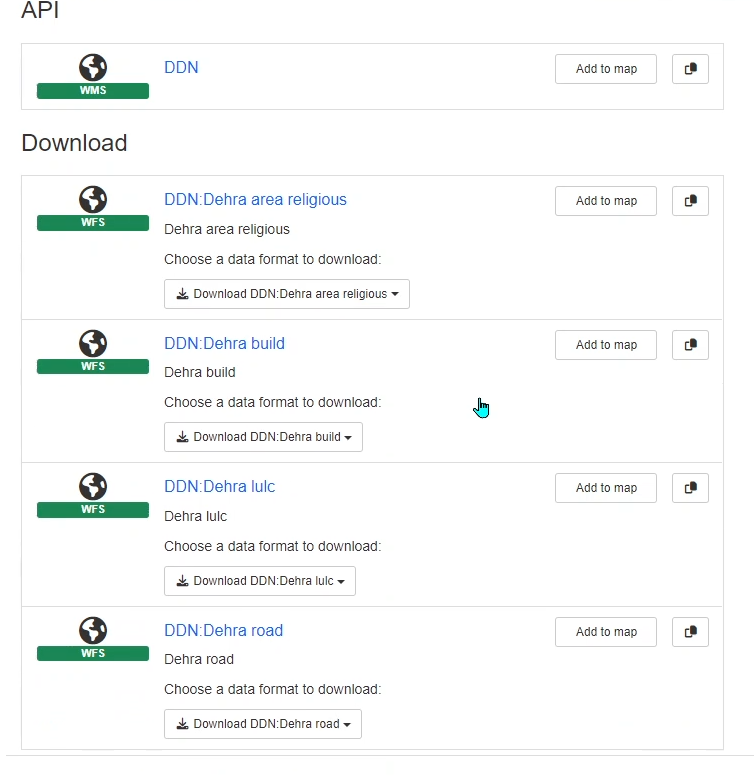 API
DDN
Add to map
WMS
Download
DDN:Dehra area religious
Add to map
WFS
Dehra area religious
Choose a data format to download:
Download DDN:Dehra area religious
DDN:Dehra build
Add to map
WFS
Dehra build
Choose a data format to download:
Download DDN:Dehra build
DDN:Dehra lulc
Add to map
WFS
Dehra lulc
Choose a data format to download:
Download DDN:Dehra lulc
DDN:Dehra road
Add to map
WFS
Dehra road
Choose a data format to download:
Download DDN:Dehra road